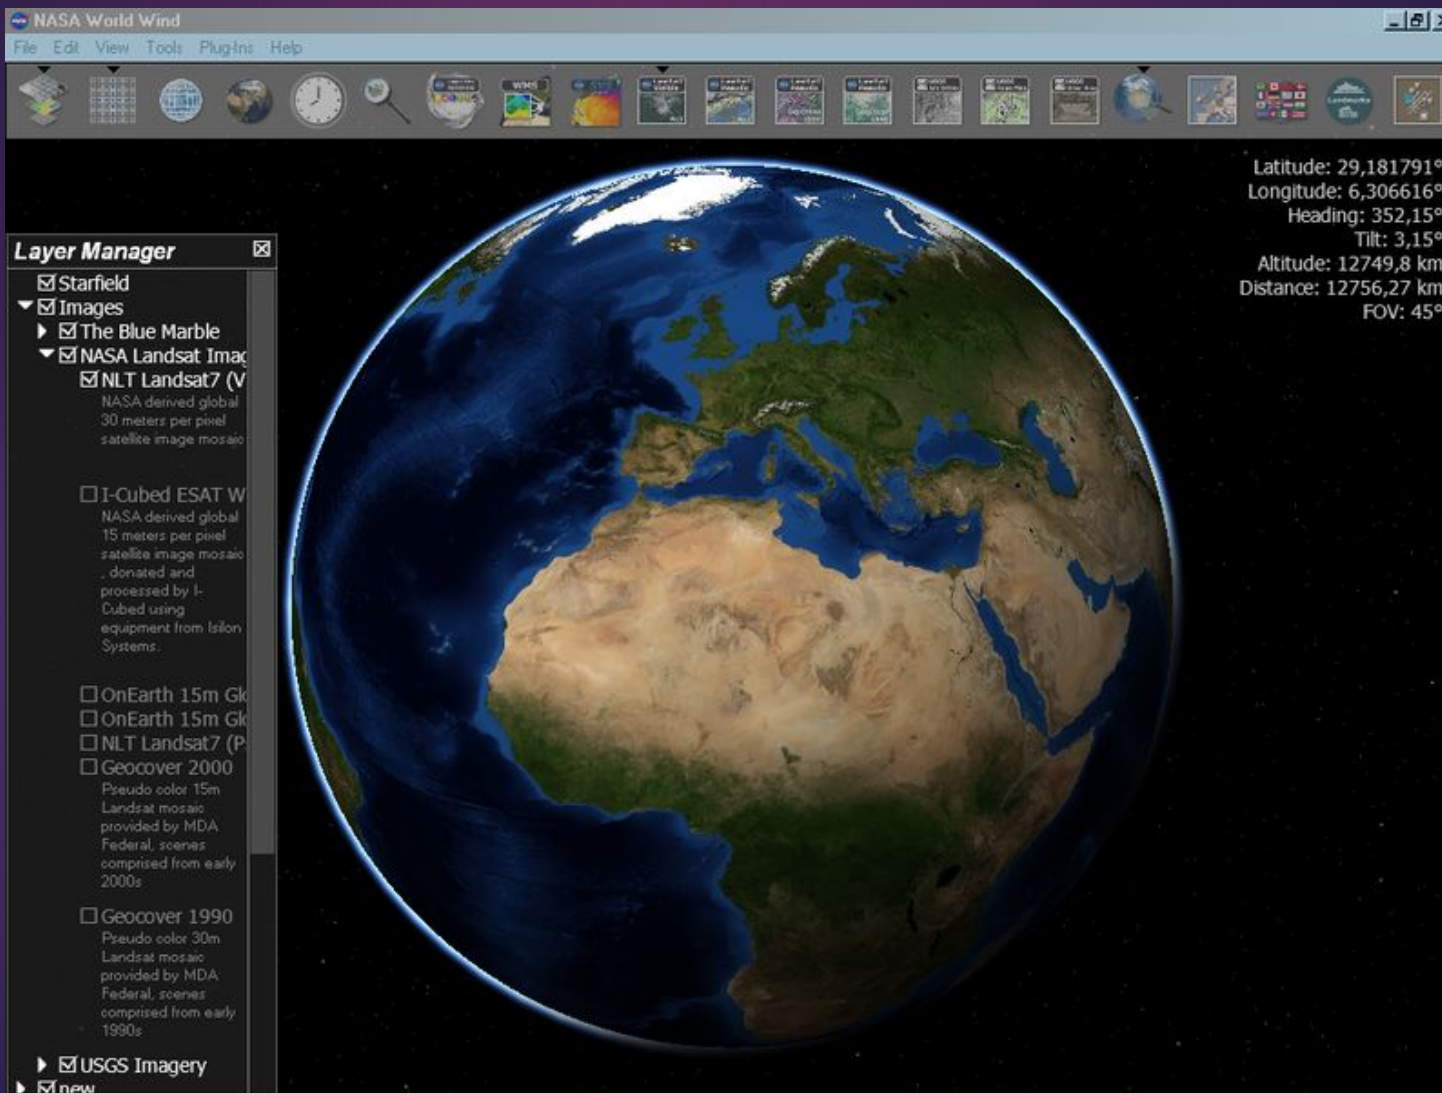 NASA World Wind
File Edit View Tools Plug-Ins Help
WMS
Landmarks
Latitude: 29,181791°
Longitude: 6,306616°
Heading: 352,15°
Tilt: 3,15°
Altitude: 12749,8 km
Distance: 12756,27 km
FOV: 45°
Layer Manager
Starfield
Images
The Blue Marble
NASA Landsat Imag
NLT Landsat7 (V
NASA derived global
30 meters per pixel
satellite image mosaic
I-Cubed ESAT W
NASA derived global
15 meters per pixel
satellite image mosaic
, donated and
processed by I-
Cubed using
equipment from Isilon
Systems.
OnEarth 15m Glo
OnEarth 15m Glo
NLT Landsat7 (P
Geocover 2000
Pseudo color 15m
Landsat mosaic
provided by MDA
Federal, scenes
comprised from early
2000s
Geocover 1990
Pseudo color 30m
Landsat mosaic
provided by MDA
Federal, scenes
comprised from early
1990s
USGS Imagery
new